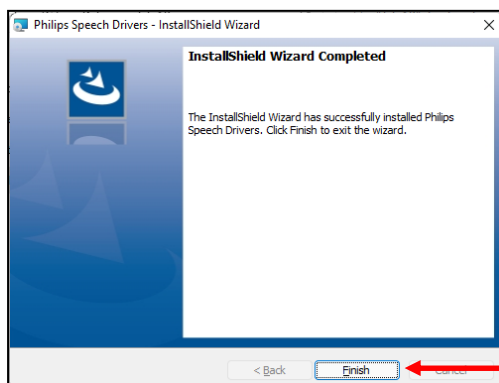 Philips Speech Drivers - InstallShield Wizard
InstallShield Wizard Completed
The InstallShield Wizard has successfully installed Philips
Speech Drivers. Click Finish to exit the wizard.
< Back Finish Cancel